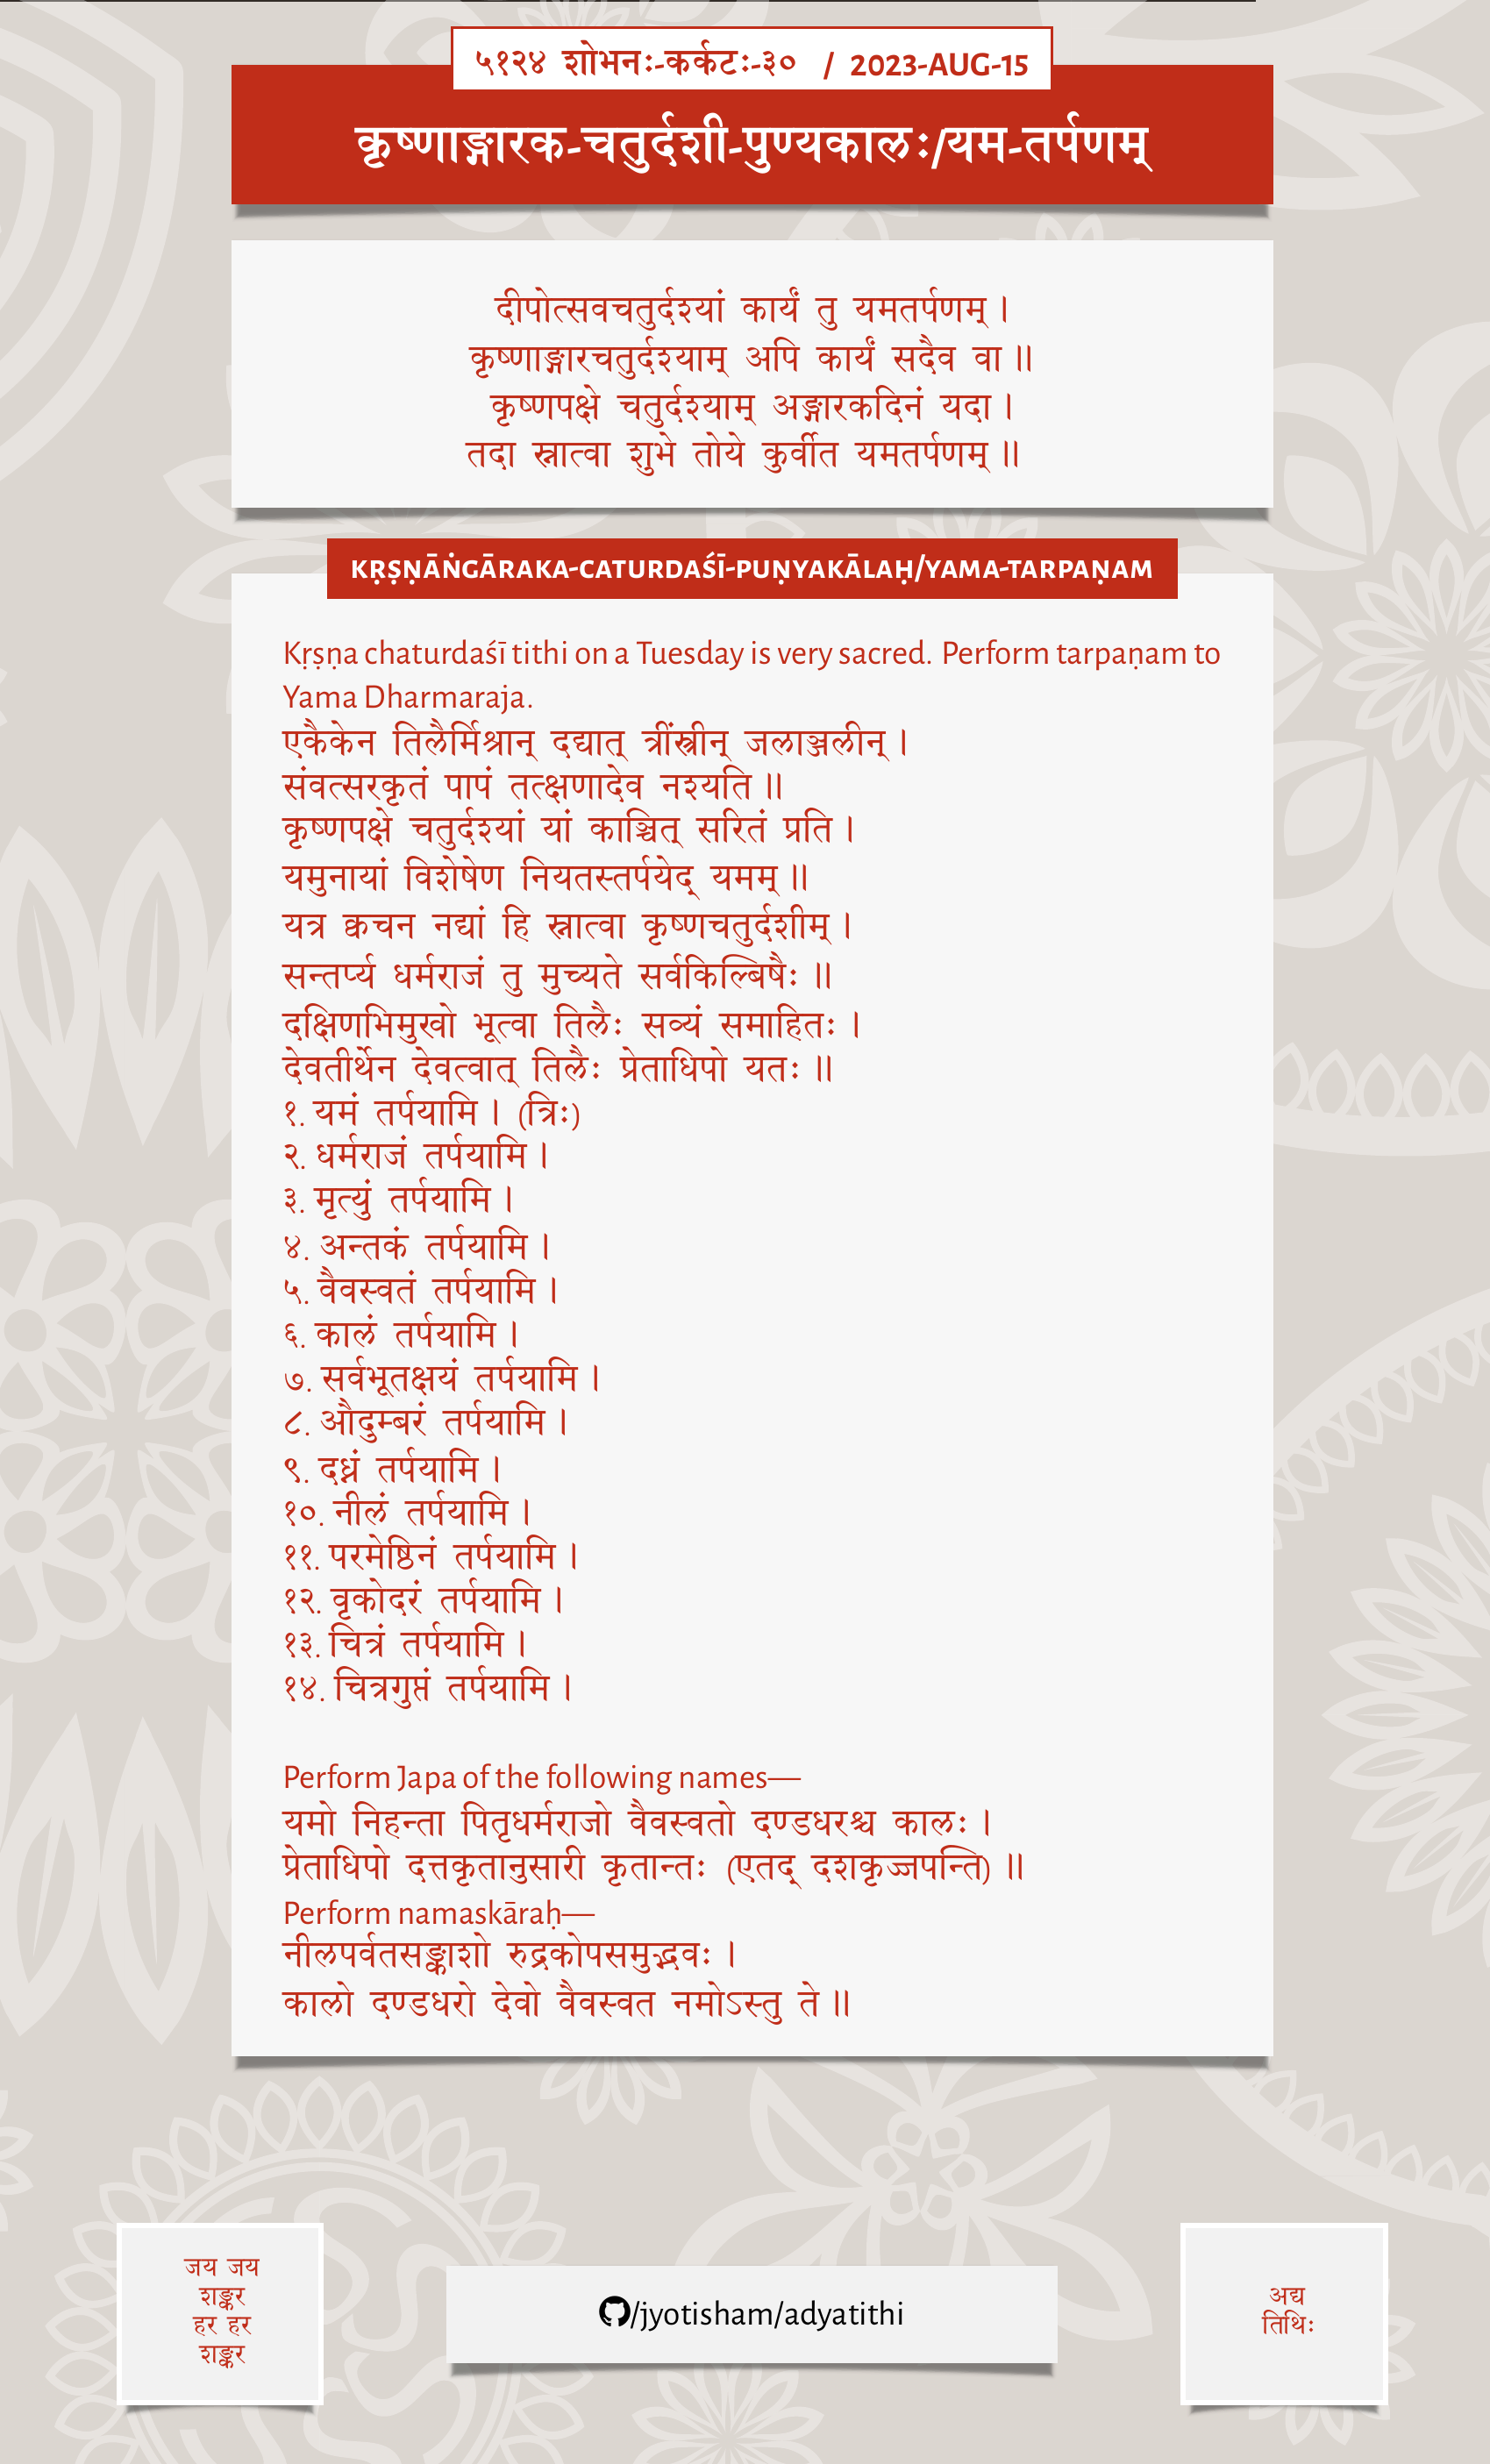 ५१२४ शोभनः-कर्कटः-३० / 2023-AUG-15
कृष्णाङ्गारक-चतुर्दशी-पुण्यकालः/यम-तर्पणम्
दीपोत्सवचतुर्दश्यां कार्यं तु यमतर्पणम् ।
कृष्णाङ्गारचतुर्दश्याम् अपि कार्यं सदैव वा ॥
कृष्णपक्षे चतुर्दश्याम् अङ्गारकदिनं यदा ।
तदा स्नात्वा शुभे तोये कुर्वीत यमतर्पणम् ॥
KṚṢṆĀṄGĀRAKA-CATURDAŚĪ-PUṆYAKĀLAḤ/YAMA-TARPAṆAM
Kṛṣṇa chaturdaśī tithi on a Tuesday is very sacred. Perform tarpaṇam to
Yama Dharmaraja.
एकैकेन तिलैर्मिश्रान् दद्यात् त्रींस्त्रीन् जलाञ्जलीन् ।
संवत्सरकृतं पापं तत्क्षणादेव नश्यति ॥
कृष्णपक्षे चतुर्दश्यां यां काञ्चित् सरितं प्रति ।
यमुनायां विशेषेण नियतस्तर्पयेद् यमम् ॥
यत्र क्वचन नद्यां हि स्नात्वा कृष्णचतुर्दशीम् ।
सन्तर्प्य धर्मराजं तु मुच्यते सर्वकिल्बिषैः ॥
दक्षिणभिमुखो भूत्वा तिलैः सव्यं समाहितः ।
देवतीर्थेन देवत्वात् तिलैः प्रेताधिपो यतः ॥
१. यमं तर्पयामि । (त्रिः)
२. धर्मराजं तर्पयामि ।
३. मृत्युं तर्पयामि ।
४. अन्तकं तर्पयामि ।
५. वैवस्वतं तर्पयामि ।
६. कालं तर्पयामि ।
७. सर्वभूतक्षयं तर्पयामि ।
८. औदुम्बरं तर्पयामि ।
९. दध्नं तर्पयामि ।
१०. नीलं तर्पयामि ।
११. परमेष्ठिनं तर्पयामि ।
१२. वृकोदरं तर्पयामि ।
१३. चित्रं तर्पयामि ।
१४. चित्रगुप्तं तर्पयामि ।
Perform Japa of the following names—
यमो निहन्ता पितृधर्मराजो वैवस्वतो दण्डधरश्च कालः ।
प्रेताधिपो दत्तकृतानुसारी कृतान्तः (एतद् दशकृज्जपन्ति) ॥
Perform namaskāraḥ—
नीलपर्वतसङ्काशो रुद्रकोपसमुद्भवः ।
कालो दण्डधरो देवो वैवस्वत नमोऽस्तु ते ॥
जय जय
शङ्कर
हर हर
शङ्कर
/jyotisham/adyatithi
अद्य
तिथिः